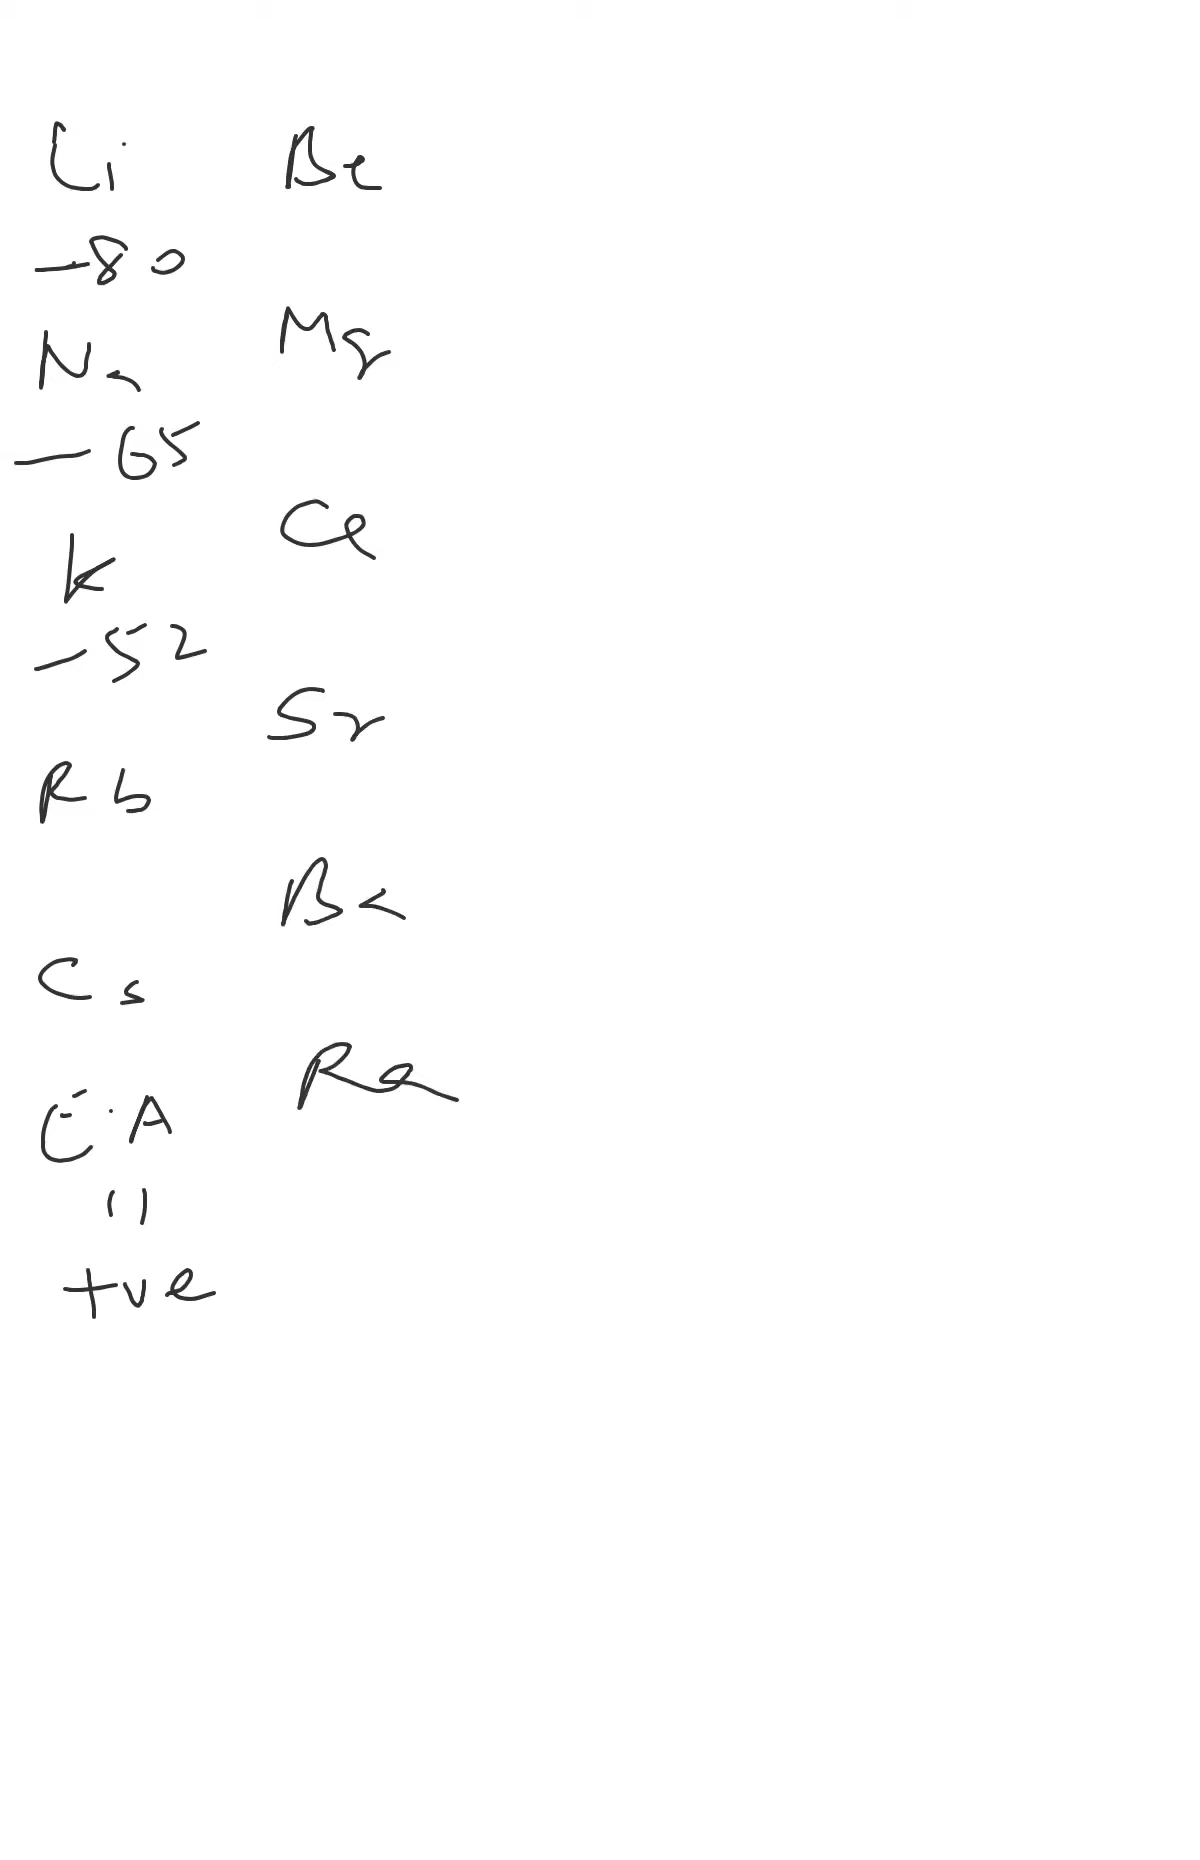 Li Be
-80
Na Mg
-65
K Ca
-52
Rb Sr
Cs Ba
E.A Ra
=
+ve